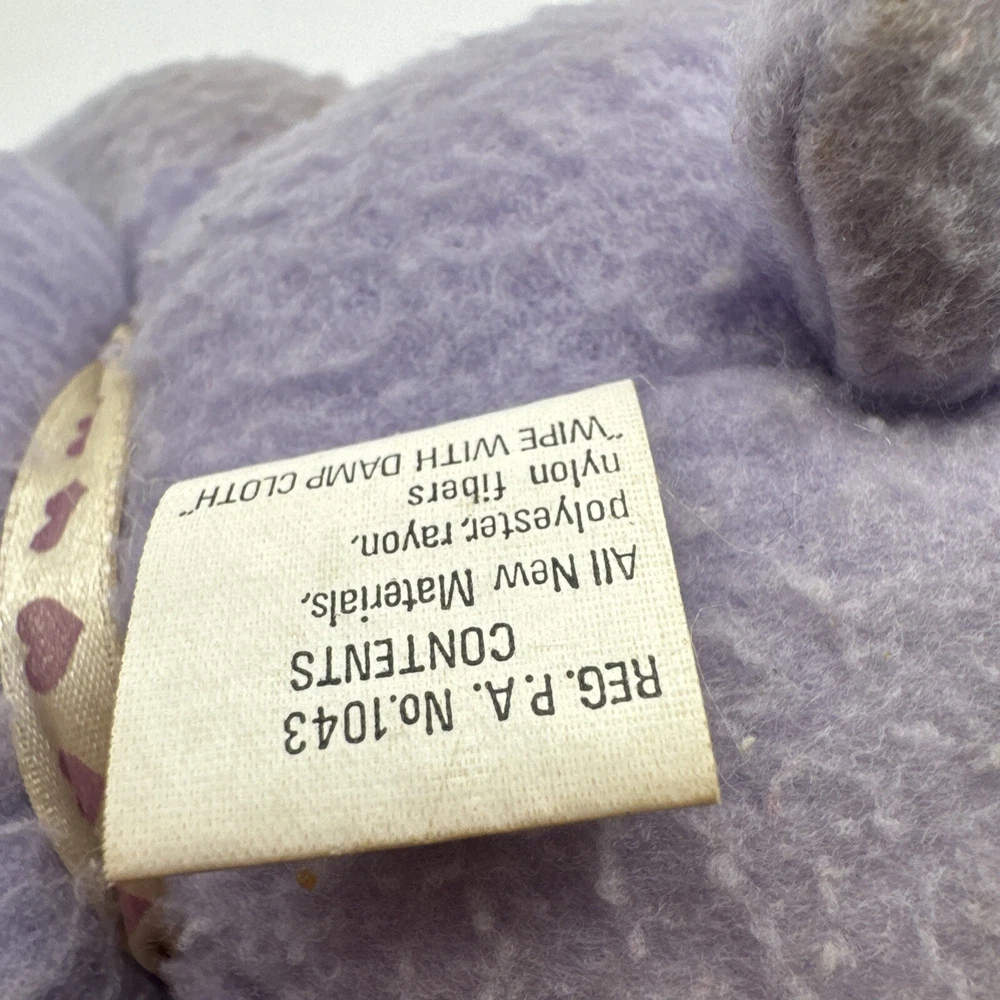 REG. P.A. No.1043
CONTENTS
All New Materials,
polyester, rayon,
nylon fibers
"WIPE WITH DAMP CLOTH"